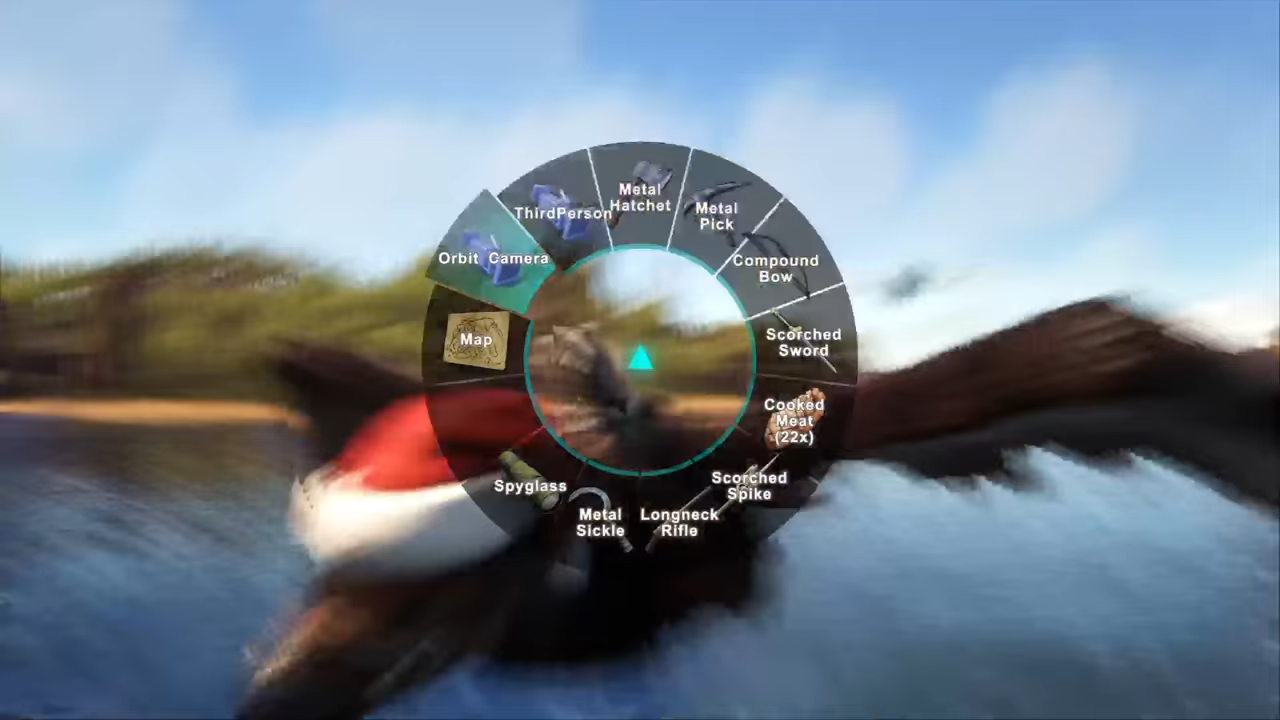 Metal
Hatchet
ThirdPerson
Metal
Pick
Orbit Camera
Compound
Bow
Map
Scorched
Sword
Cooked
Meat
(22x)
Spyglass
Scorched
Spike
Metal
Sickle
Longneck
Rifle